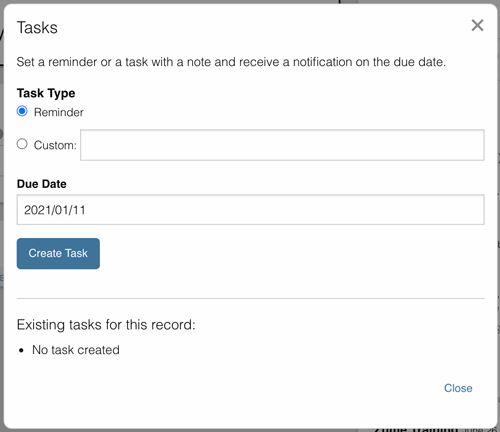 Tasks
Set a reminder or a task with a note and receive a notification on the due date.
Task Type
Reminder
Custom:
Due Date
2021/01/11
Create Task
Existing tasks for this record:
No task created
Close